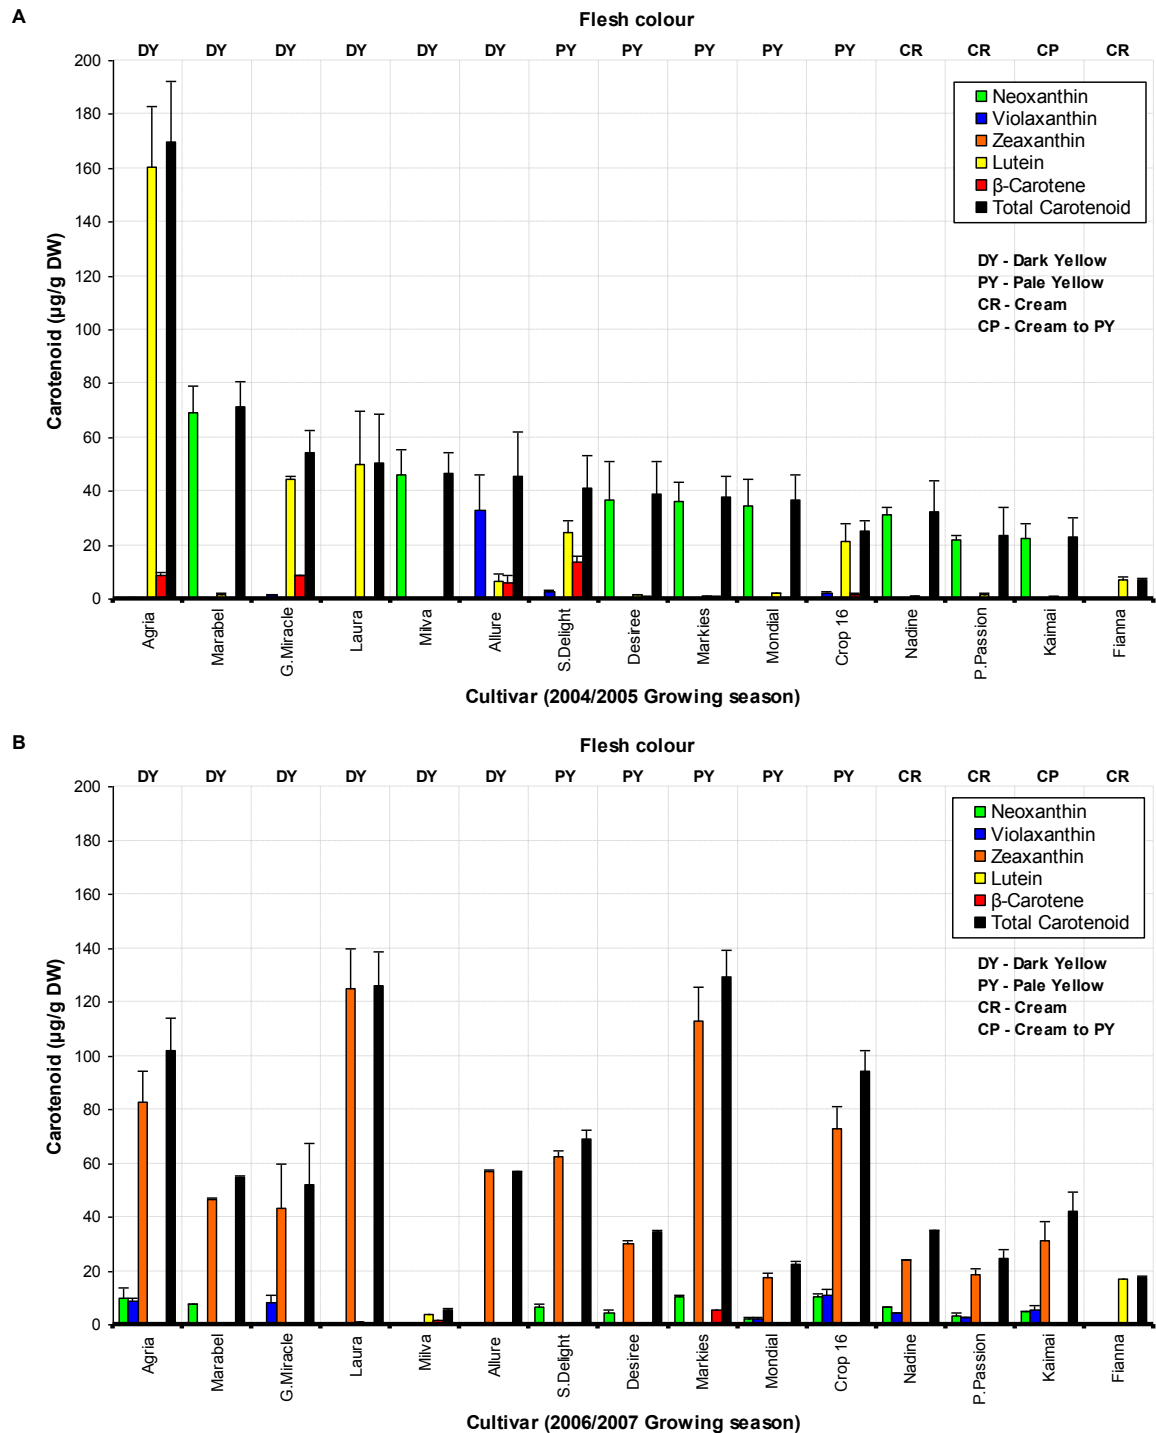 A
Flesh colour
DY DY DY DY DY DY PY PY PY PY PY CR CR CP CR
200
180
160
140
120
100
80
60
40
20
0
Carotenoid (µg/g DW)
Neoxanthin
Violaxanthin
Zeaxanthin
Lutein
β-Carotene
Total Carotenoid
DY - Dark Yellow
PY - Pale Yellow
CR - Cream
CP - Cream to PY
Agria Marabel G.Miracle Laura Milva Allure S.Delight Desiree Markies Mondial Crop 16 Nadine P.Passion Kaimai Fianna
Cultivar (2004/2005 Growing season)
B
Flesh colour
DY DY DY DY DY DY PY PY PY PY PY CR CR CP CR
200
180
160
140
120
100
80
60
40
20
0
Carotenoid (µg/g DW)
Neoxanthin
Violaxanthin
Zeaxanthin
Lutein
β-Carotene
Total Carotenoid
DY - Dark Yellow
PY - Pale Yellow
CR - Cream
CP - Cream to PY
Agria Marabel G.Miracle Laura Milva Allure S.Delight Desiree Markies Mondial Crop 16 Nadine P.Passion Kaimai Fianna
Cultivar (2006/2007 Growing season)